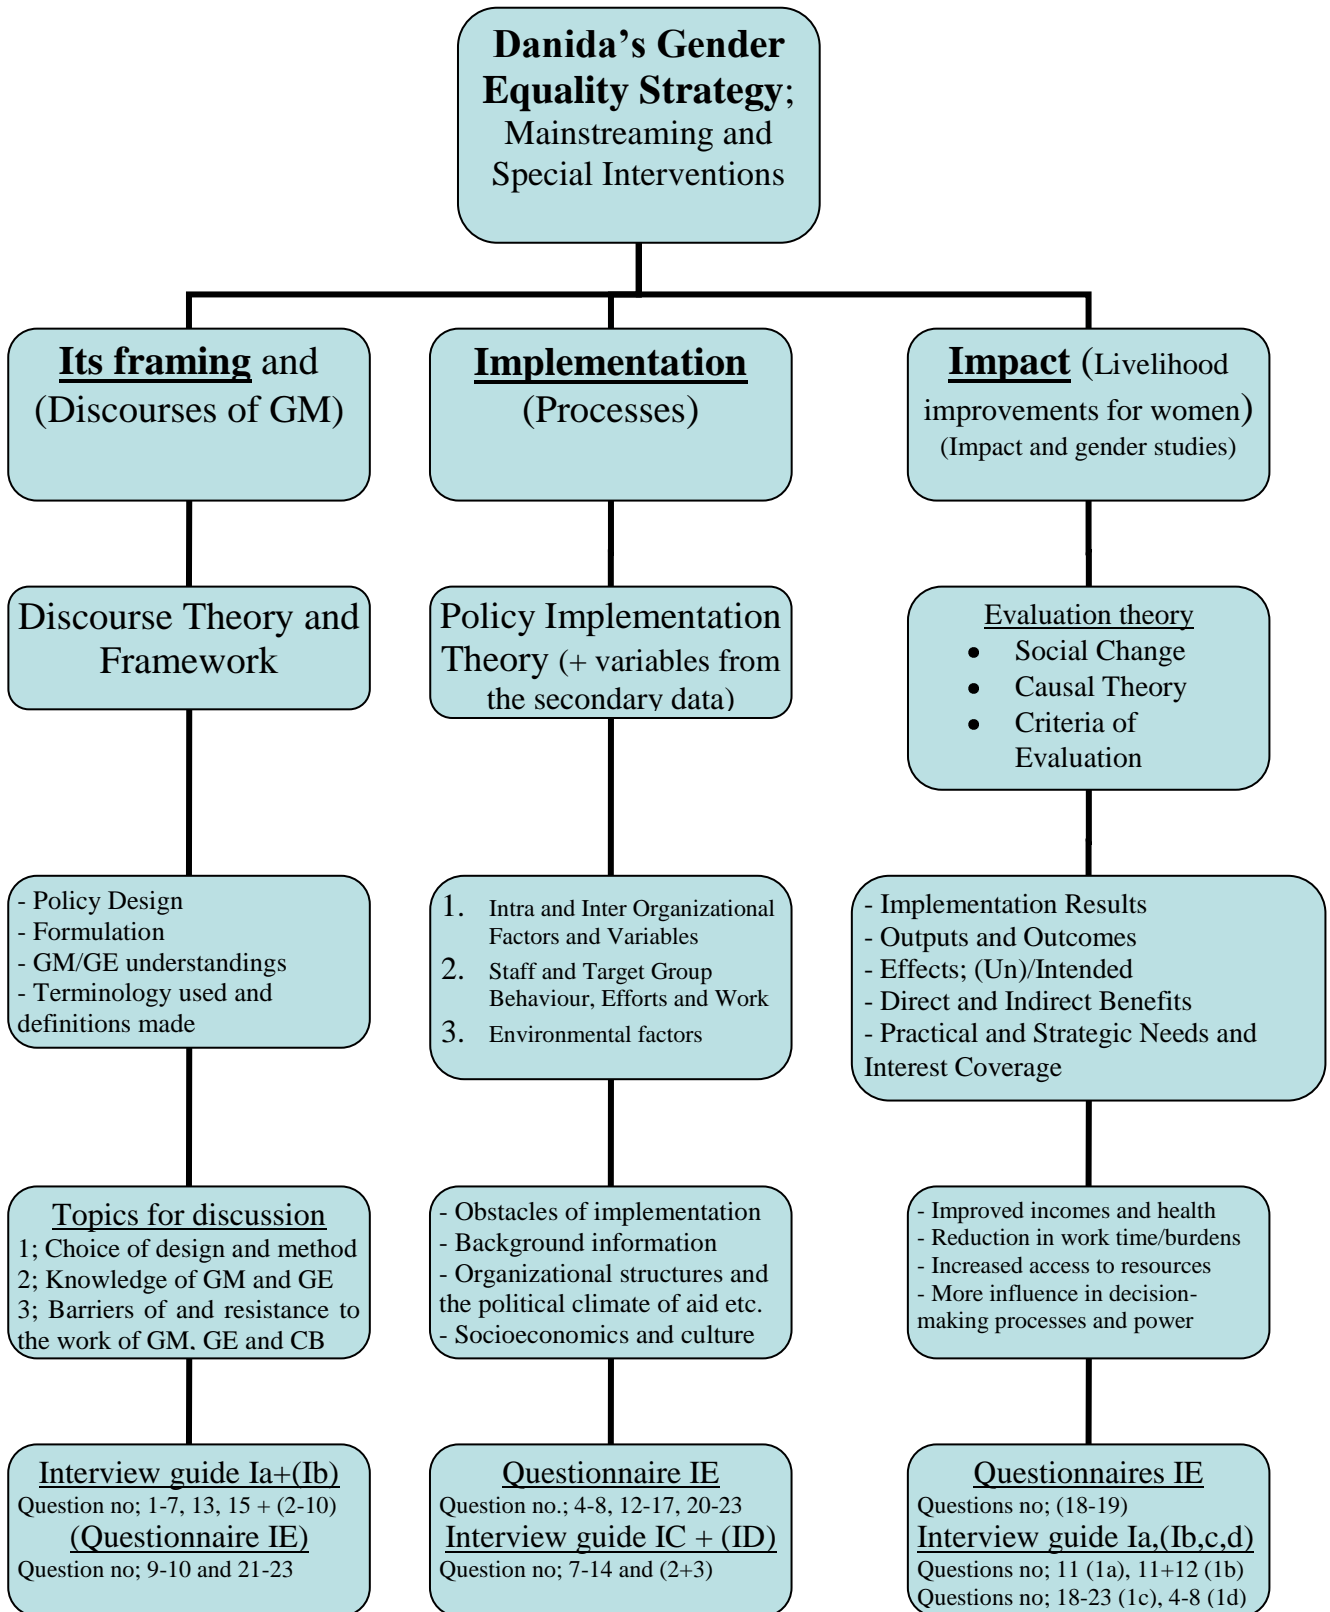 Danida's Gender
Equality Strategy;
Mainstreaming and
Special Interventions
Its framing and
(Discourses of GM)
Implementation
(Processes)
Impact (Livelihood
improvements for women)
(Impact and gender studies)
Discourse Theory and
Framework
Policy Implementation
Theory (+ variables from
the secondary data)
Evaluation theory
• Social Change
• Causal Theory
• Criteria of
Evaluation
- Policy Design
- Formulation
- GM/GE understandings
- Terminology used and
definitions made
1. Intra and Inter Organizational
Factors and Variables
2. Staff and Target Group
Behaviour, Efforts and Work
3. Environmental factors
- Implementation Results
- Outputs and Outcomes
- Effects; (Un)/Intended
- Direct and Indirect Benefits
- Practical and Strategic Needs and
Interest Coverage
Topics for discussion
1; Choice of design and method
2; Knowledge of GM and GE
3; Barriers of and resistance to
the work of GM, GE and CB
- Obstacles of implementation
- Background information
- Organizational structures and
the political climate of aid etc.
- Socioeconomics and culture
- Improved incomes and health
- Reduction in work time/burdens
- Increased access to resources
- More influence in decision-
making processes and power
Interview guide Ia+(Ib)
Question no; 1-7, 13, 15 + (2-10)
(Questionnaire IE)
Question no; 9-10 and 21-23
Questionnaire IE
Question no.; 4-8, 12-17, 20-23
Interview guide IC + (ID)
Question no; 7-14 and (2+3)
Questionnaires IE
Questions no; (18-19)
Interview guide Ia,(Ib,c,d)
Questions no; 11 (1a), 11+12 (1b)
Questions no; 18-23 (1c), 4-8 (1d)